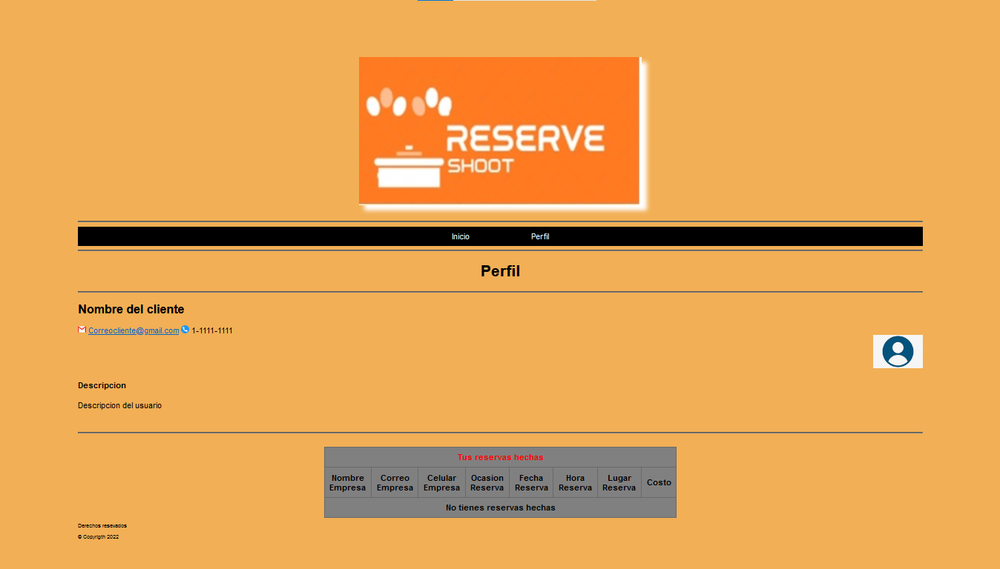 RESERVE
SHOOT
Inicio Perfil
Perfil
Nombre del cliente
Correocliente@gmail.com 1-1111-1111
Descripcion
Descripcion del usuario
Tus reservas hechas
Nombre Empresa Correo Empresa Celular Empresa Ocasion Reserva Fecha Reserva Hora Reserva Lugar Reserva Costo
No tienes reservas hechas
Derechos resevados
© Copyrigth 2022